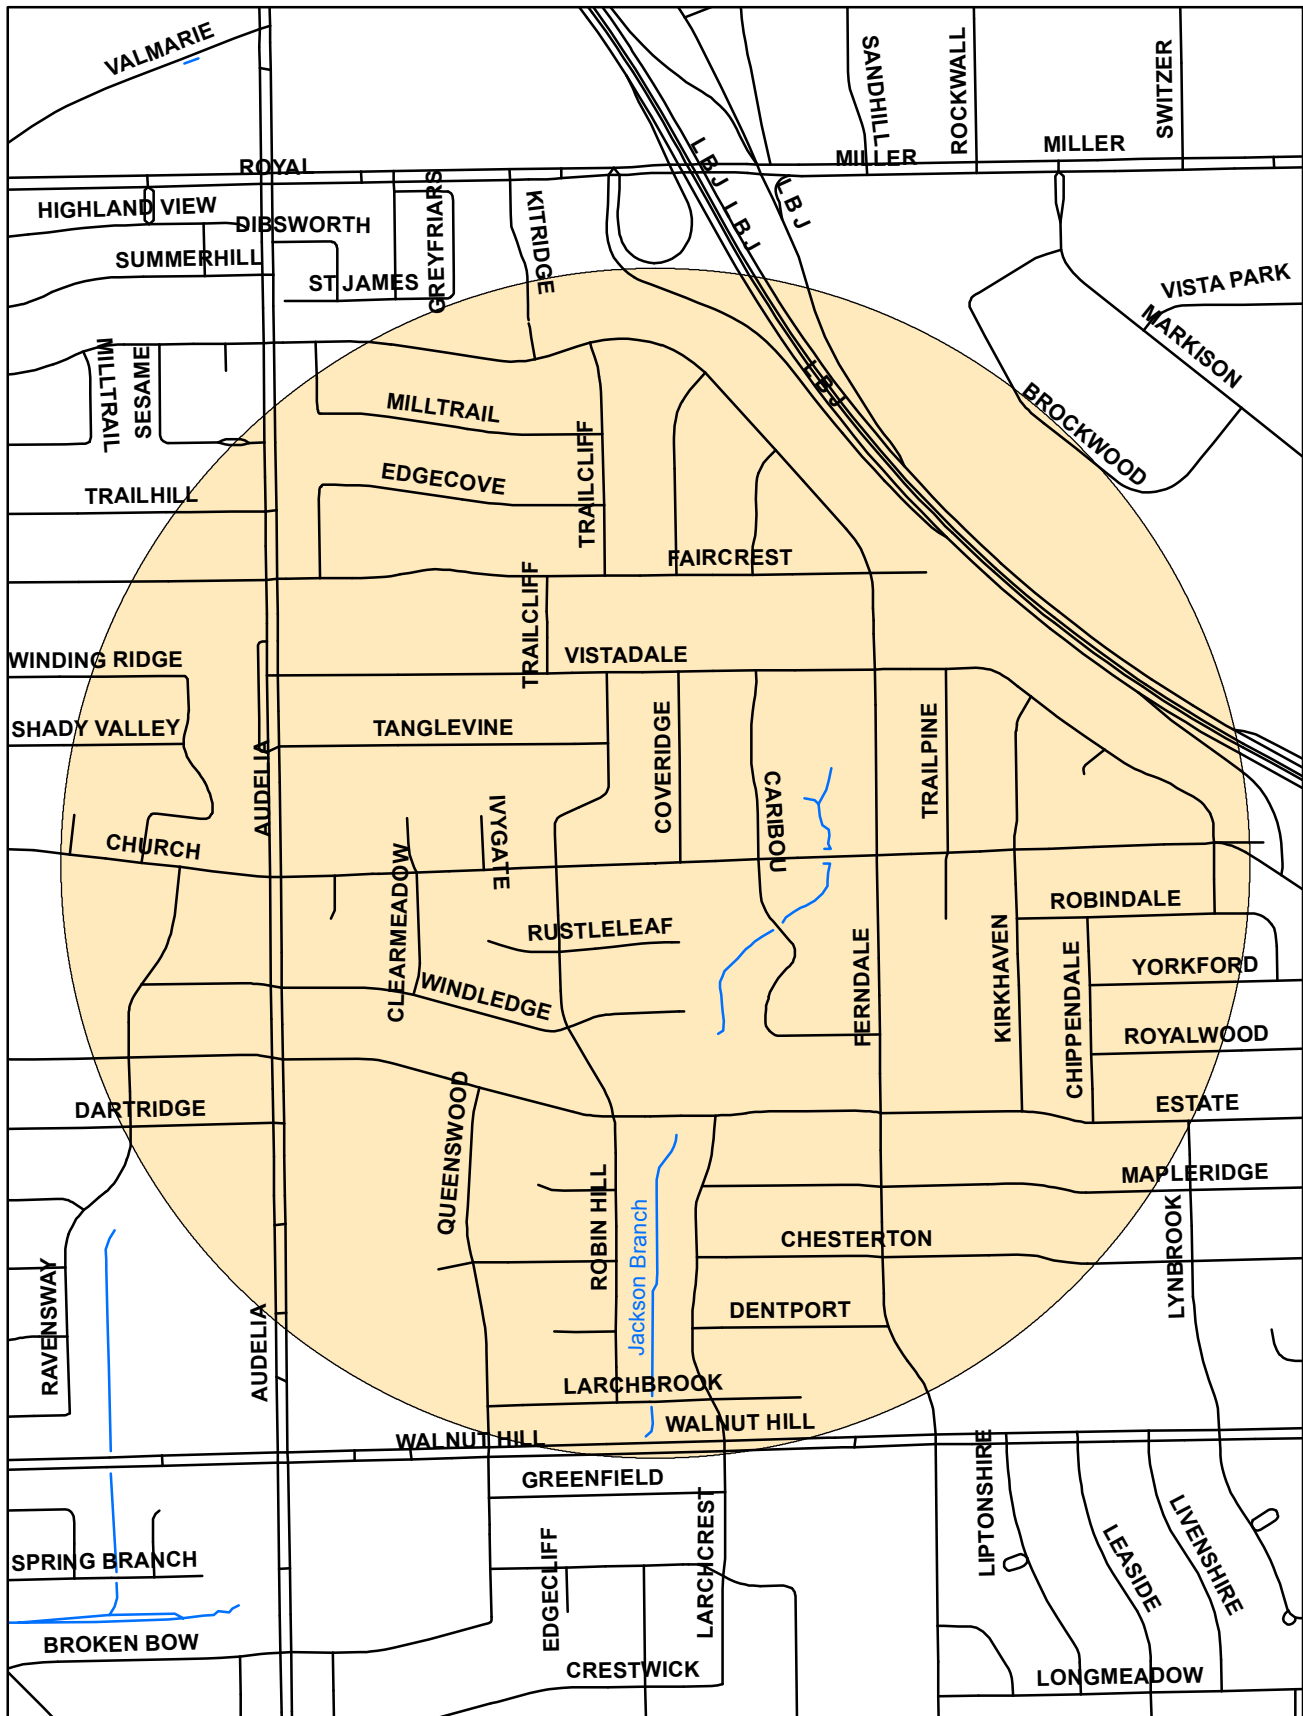 VALMARIE
SANDHILL
ROCKWALL
SWITZER
MILLER
MILLER
ROYAL
L B J
L B J
L B J
HIGHLAND VIEW
DIBSWORTH
GREYFRIARS
KITRIDGE
SUMMERHILL
ST JAMES
VISTA PARK
MARKISON
MILLTRAIL
SESAME
L B J
BROCKWOOD
MILLTRAIL
TRAILCLIFF
EDGECOVE
TRAILHILL
FAIRCREST
TRAILCLIFF
VISTADALE
WINDING RIDGE
SHADY VALLEY
TANGLEVINE
COVERIDGE
TRAILPINE
AUDELIA
CARIBOU
IVYGATE
CHURCH
CLEARMEADOW
ROBINDALE
RUSTLELEAF
FERNDALE
KIRKHAVEN
CHIPPENDALE
YORKFORD
WINDLEDGE
ROYALWOOD
QUEENSWOOD
DARTRIDGE
ESTATE
MAPLERIDGE
ROBIN HILL
Jackson Branch
LYNBROOK
CHESTERTON
RAVENSWAY
AUDELIA
DENTPORT
LARCHBROOK
WALNUT HILL
WALNUT HILL
LIPTONSHIRE
GREENFIELD
LARCHCREST
EDGECLIFF
LEASIDE
LIVENSHIRE
SPRING BRANCH
BROKEN BOW
CRESTWICK
LONGMEADOW